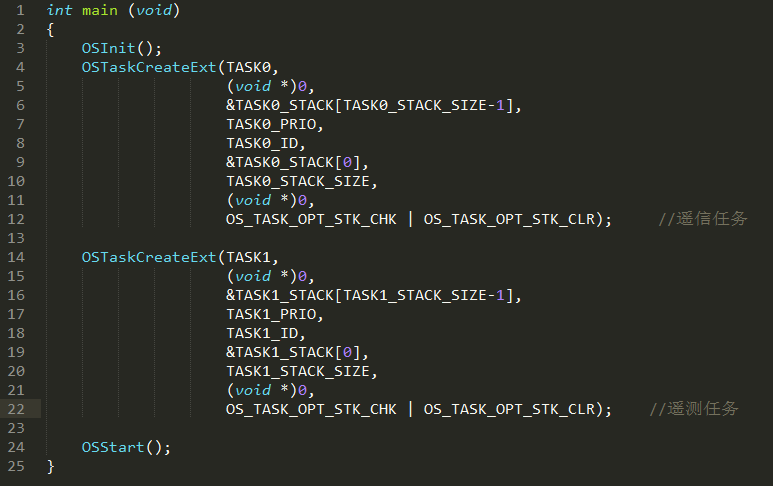 1 int main (void)
2 {
3     OSInit();
4     OSTaskCreateExt(TASK0,
5                     (void *)0,
6                     &TASK0_STACK[TASK0_STACK_SIZE-1],
7                     TASK0_PRIO,
8                     TASK0_ID,
9                     &TASK0_STACK[0],
10                     TASK0_STACK_SIZE,
11                     (void *)0,
12                     OS_TASK_OPT_STK_CHK | OS_TASK_OPT_STK_CLR);     //遥信任务
13
14     OSTaskCreateExt(TASK1,
15                     (void *)0,
16                     &TASK1_STACK[TASK1_STACK_SIZE-1],
17                     TASK1_PRIO,
18                     TASK1_ID,
19                     &TASK1_STACK[0],
20                     TASK1_STACK_SIZE,
21                     (void *)0,
22                     OS_TASK_OPT_STK_CHK | OS_TASK_OPT_STK_CLR);    //遥测任务
23
24     OSStart();
25 }